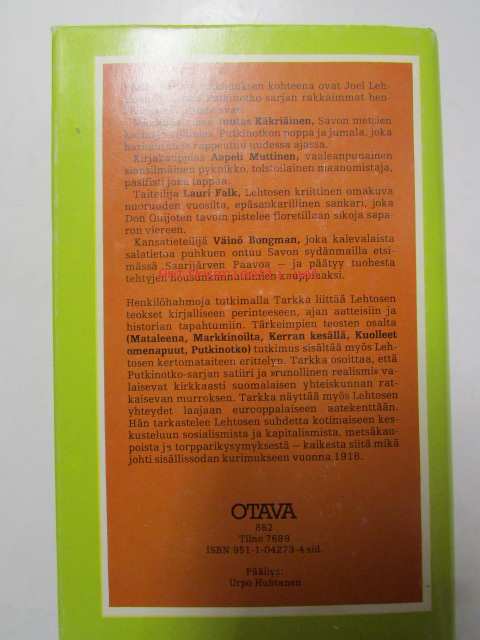 kohteena ovat Joel Leh-
Putkinotko-sarjan rakkaimmat hen-
Juutas Käkriäinen, Savon metsien
Putkinotkon pappa ja jumala, joka
rappeutuu uudessa ajassa.
Kirjakauppias Aapeli Muttinen, vaaleanpunainen
sianselmäinen pyknikko, tolstoilainen maanomistaja,
pasifisti joka tappaa.
Taiteilija Lauri Falk, Lehtosen kriittinen omakuva
nuoruuden vuosilta, epäsankarillinen sankari, joka
Don Quijoten tavoin pistelee floretillaan sikoja sapa-
ron viereen.
Kansatieteilijä Väinö Bongman, joka kalevalaista
salatietoa puhkuen ontuu Savon sydänmailla etsi-
mässä Saarijärven Paavoa — ja päätyy tuohesta
tehtyjen housunkannattimien kauppiaaksi.
Henkilöhahmoja tutkimalla Tarkka liittää Lehtosen
teokset kirjalliseen perinteeseen, ajan aatteisiin ja
historian tapahtumiin. Tärkeimpien teosten osalta
(Mataleena, Markkinoilta, Kerran kesällä, Kuolleet
omenapuut, Putkinotko) tutkimus sisältää myös Leh-
tosen kertomataiteen erittelyn. Tarkka osoittaa, että
Putkinotko-sarjan satiiri ja »runollinen realismi» va-
laisevat kirkkaasti suomalaisen yhteiskunnan rat-
kaisevan murroksen. Tarkka näyttää myös Lehtosen
yhteydet laajaan eurooppalaiseen aatekenttään.
Hän tarkastelee Lehtosen suhdetta kotimaiseen kes-
kusteluun sosialismista ja kapitalismista, metsäkau-
poista ja torpparikysymyksestä — kaikesta siitä mikä
johti sisällissodan kurimukseen vuonna 1918.
OTAVA
862
Tilno 7689
ISBN 951-1-04273-4 sid.
Päällys:
Urpo Huhtanen